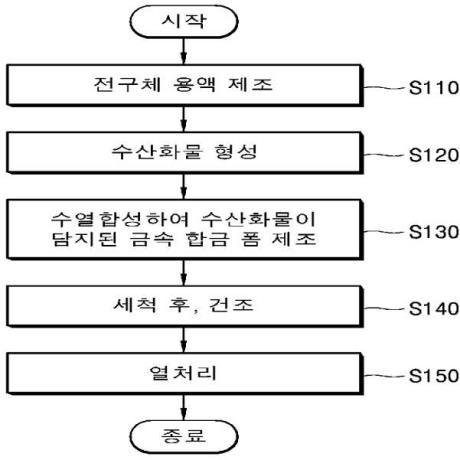 시작
전구체 용액 제조
S110
수산화물 형성
S120
수열합성하여 수산화물이
담지된 금속 합금 폼 제조
S130
세척 후, 건조
S140
열처리
S150
종료